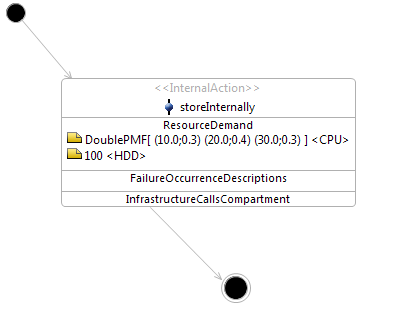 <<InternalAction>>
storeInternally
ResourceDemand
DoublePMF[ (10.0;0.3) (20.0;0.4) (30.0;0.3) ] <CPU>
100 <HDD>
FailureOccurrenceDescriptions
InfrastructureCallsCompartment